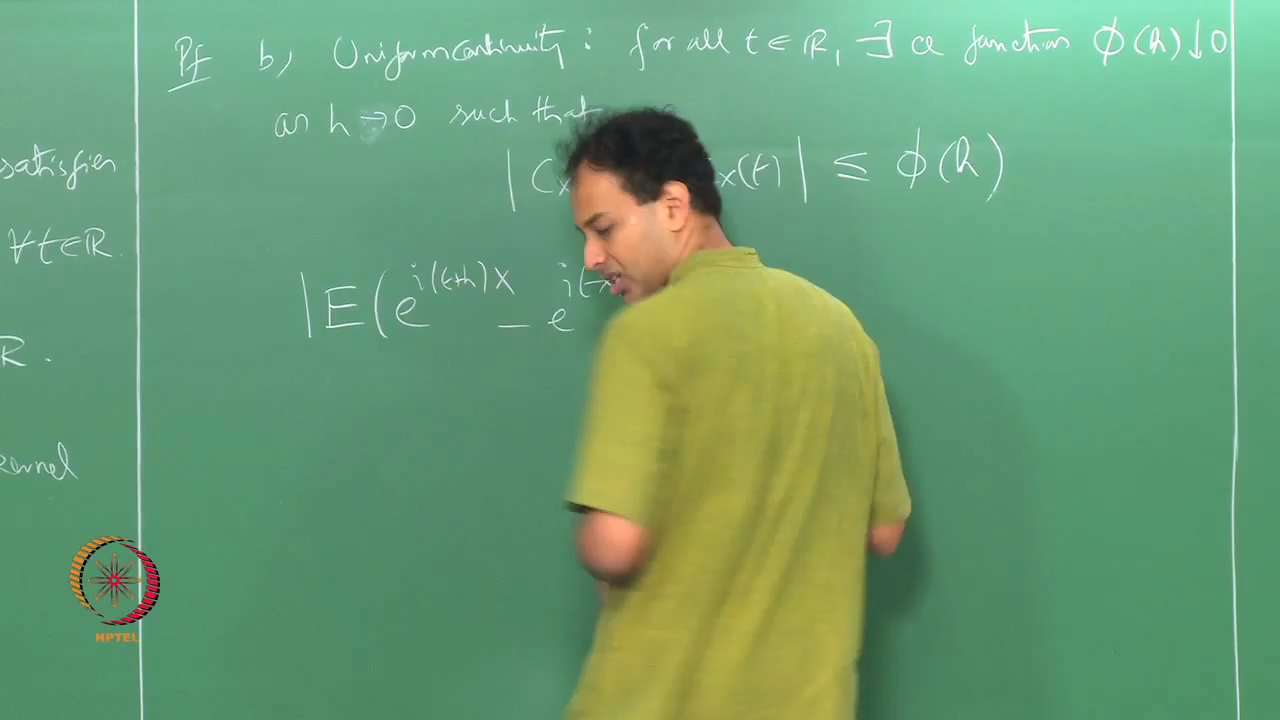 Pf b) Uniform continuity : for all t ∈ ℝ, ∃ a function ϕ(h)↓0
as h → 0 such that
satisfies
| C x(t) | ≤ ϕ(h)
∀t∈ℝ.
|E(e^{i(t+h)X} − e^{i
ℝ.
kernel
NPTEL